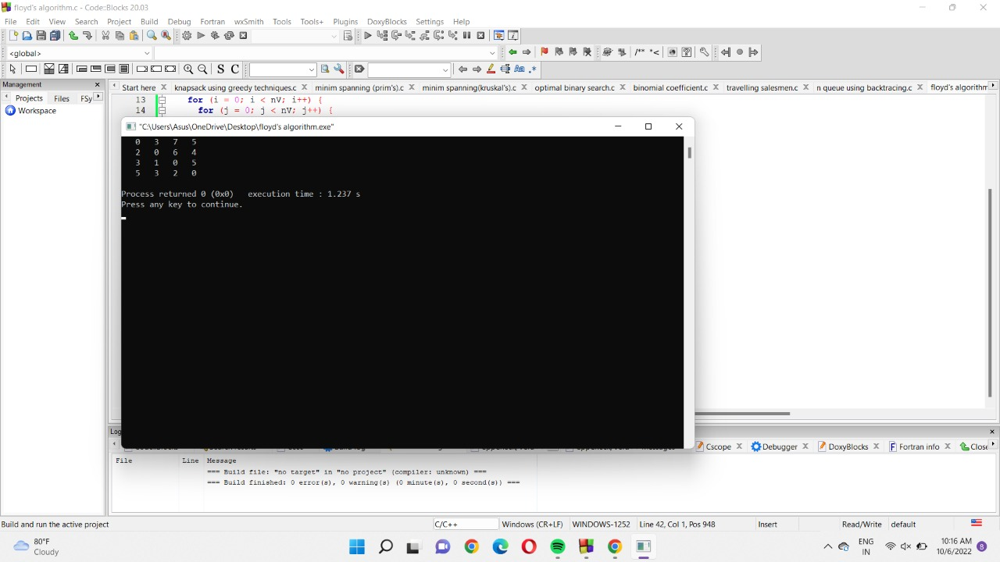 floyd's algorithm.c - Code::Blocks 20.03
File Edit View Search Project Build Debug Fortran wxSmith Tools Tools+ Plugins DoxyBlocks Settings Help
<global>
/** *<
S C
Aa .*
Management
Projects Files FSy
Workspace
Start here X knapsack using greedy techniques.c X minim spanning (prim's).c X minim spanning(kruskal's).c X optimal binary search.c X binomial coefficient.c X travelling salesmen.c X n queue using backtracing.c X floyd's algorithm
13 for (i = 0; i < nV; i++) {
14 for (j = 0; j < nV; j++) {
"C:\Users\Asus\OneDrive\Desktop\floyd's algorithm.exe"
0 3 7 5
2 0 6 4
3 1 0 5
5 3 2 0
Process returned 0 (0x0) execution time : 1.237 s
Press any key to continue.
Cscope X Debugger X DoxyBlocks X Fortran info X Close
File Line Message
=== Build file: "no target" in "no project" (compiler: unknown) ===
=== Build finished: 0 error(s), 0 warning(s) (0 minute(s), 0 second(s)) ===
Build and run the active project C/C++ Windows (CR+LF) WINDOWS-1252 Line 42, Col 1, Pos 948 Insert Read/Write default
80°F
Cloudy
ENG
IN
10:16 AM
10/6/2022
8